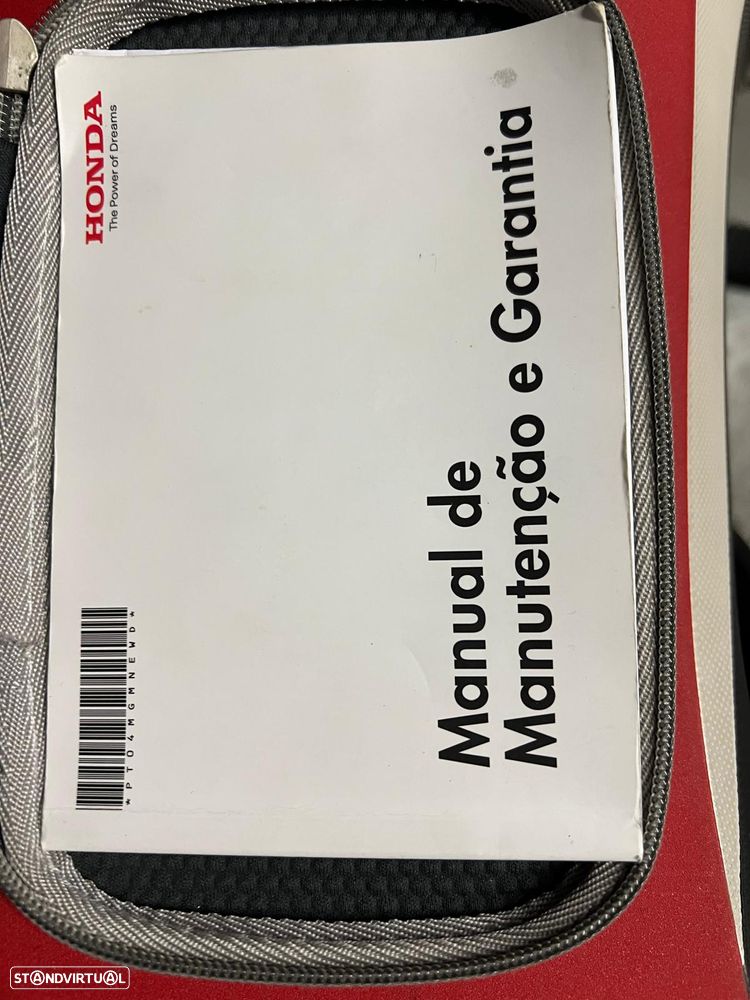 HONDA
The Power of Dreams
Manual de
Manutenção e Garantia
*PT04MGMNEWD*
STANDVIRTUAL